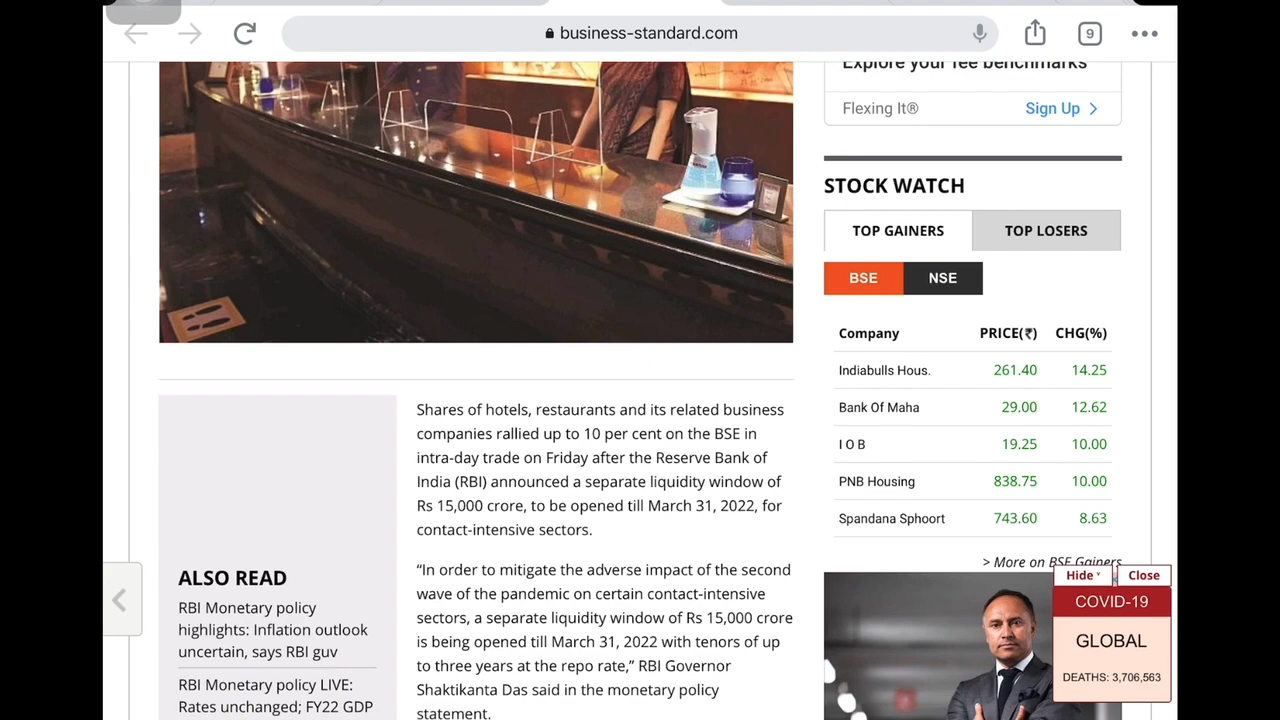 business-standard.com
9
Explore your fee benchmarks
Flexing It®
Sign Up >
STOCK WATCH
TOP GAINERS
TOP LOSERS
BSE
NSE
Company PRICE(₹) CHG(%)
Indiabulls Hous. 261.40 14.25
Bank Of Maha 29.00 12.62
I O B 19.25 10.00
PNB Housing 838.75 10.00
Spandana Sphoort 743.60 8.63
> More on BSE Gainers
Shares of hotels, restaurants and its related business
companies rallied up to 10 per cent on the BSE in
intra-day trade on Friday after the Reserve Bank of
India (RBI) announced a separate liquidity window of
Rs 15,000 crore, to be opened till March 31, 2022, for
contact-intensive sectors.
“In order to mitigate the adverse impact of the second
wave of the pandemic on certain contact-intensive
sectors, a separate liquidity window of Rs 15,000 crore
is being opened till March 31, 2022 with tenors of up
to three years at the repo rate,” RBI Governor
Shaktikanta Das said in the monetary policy
statement.
ALSO READ
RBI Monetary policy
highlights: Inflation outlook
uncertain, says RBI guv
RBI Monetary policy LIVE:
Rates unchanged; FY22 GDP
Hide
Close
COVID-19
GLOBAL
DEATHS: 3,706,563